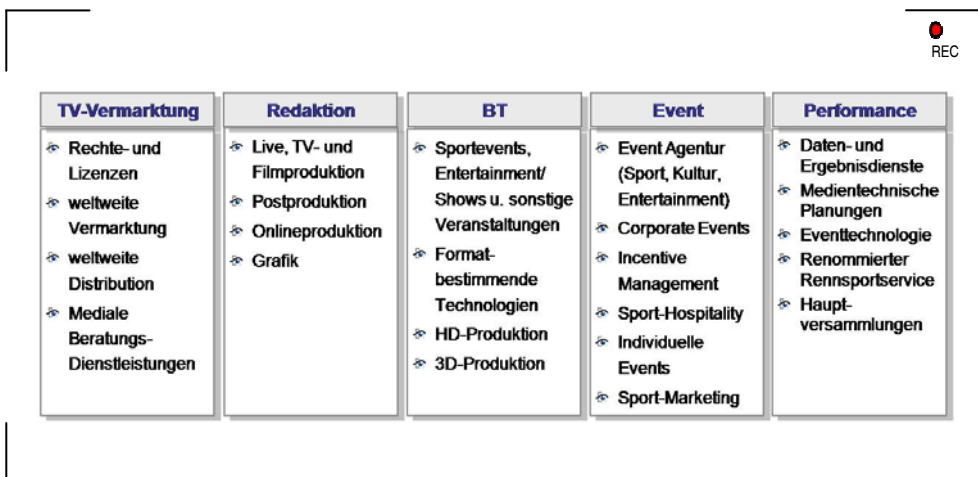 REC
TV-Vermarktung
Rechte- und
Lizenzen
weltweite
Vermarktung
weltweite
Distribution
Mediale
Beratungs-
Dienstleistungen
Redaktion
Live, TV- und
Filmproduktion
Postproduktion
Onlineproduktion
Grafik
BT
Sportevents,
Entertainment/
Shows u. sonstige
Veranstaltungen
Format-
bestimmende
Technologien
HD-Produktion
3D-Produktion
Event
Event Agentur
(Sport, Kultur,
Entertainment)
Corporate Events
Incentive
Management
Sport-Hospitality
Individuelle
Events
Sport-Marketing
Performance
Daten- und
Ergebnisdienste
Medientechnische
Planungen
Eventtechnologie
Renommierter
Rennsportservice
Haupt-
versammlungen